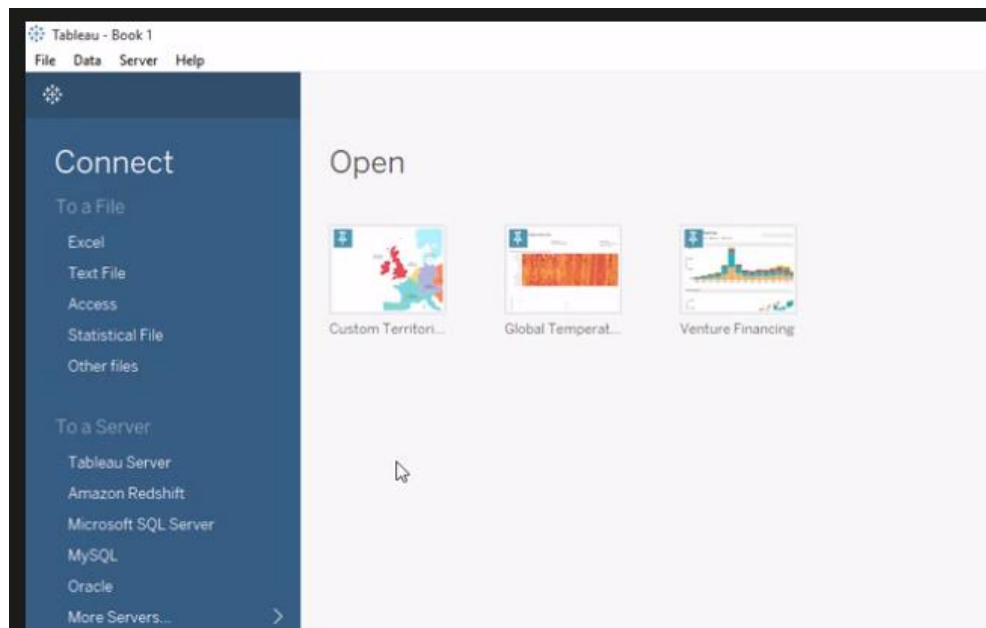 Tableau - Book 1
File Data Server Help
Connect
Open
To a File
Excel
Text File
Access
Statistical File
Other files
Custom Territori...
Global Temperat...
Venture Financing
To a Server
Tableau Server
Amazon Redshift
Microsoft SQL Server
MySQL
Oracle
More Servers...